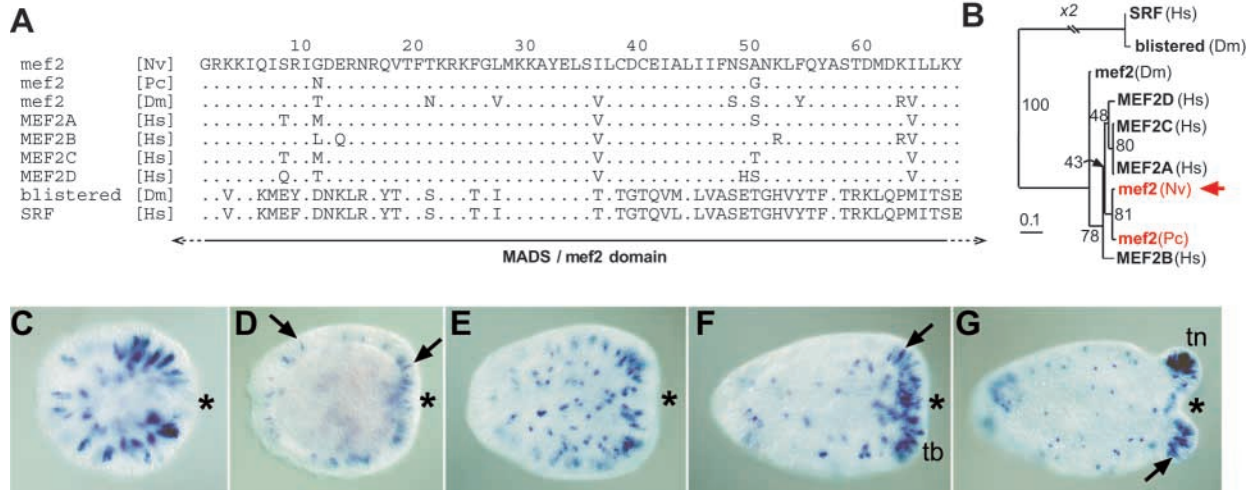 A
10 20 30 40 50 60
mef2 [Nv] GRKKIQISRIGDERNRQVTFTKRKFGLMKKAYELSILCDCEIALIIFNSANKLFQYASTDMDKILLKY
mef2 [Pc] ..........N......................................G..................
mef2 [Dm] ..........T.........N.....V........V...........S.S...Y........RV....
MEF2A [Hs] .......T..M........................V.............S.............V....
MEF2B [Hs] ..........L.Q......................V...............R..........RV....
MEF2C [Hs] .......T..M........................V.............T.............V....
MEF2D [Hs] .......Q..H........................V............HS.............V....
blistered [Dm] ..V..KMEY.DNKLR.YT..S...T.I........T.TGTQVM.LVASETGHVYTF.TRKLQPMITSE
SRF [Hs] ..V..KMEF.DNKLR.YT..S...T.I........T.TGTQVL.LVASETGHVYTF.TRKLQPMITSE
MADS / mef2 domain
B
x2
SRF (Hs)
blistered (Dm)
mef2 (Dm)
100
MEF2D (Hs)
48
MEF2C (Hs)
80
43
MEF2A (Hs)
mef2 (Nv)
0.1
81
mef2 (Pc)
78
MEF2B (Hs)
C
*
D
*
E
*
F
*
tb
G
tn
*